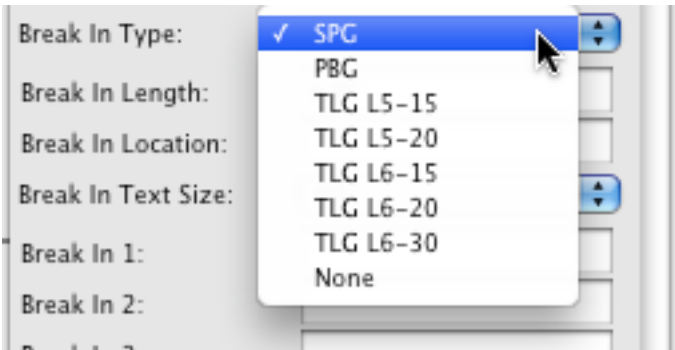 Break In Type:
✓ SPG
PBG
Break In Length:
TLG L5-15
Break In Location:
TLG L5-20
TLG L6-15
Break In Text Size:
TLG L6-20
TLG L6-30
Break In 1:
None
Break In 2: